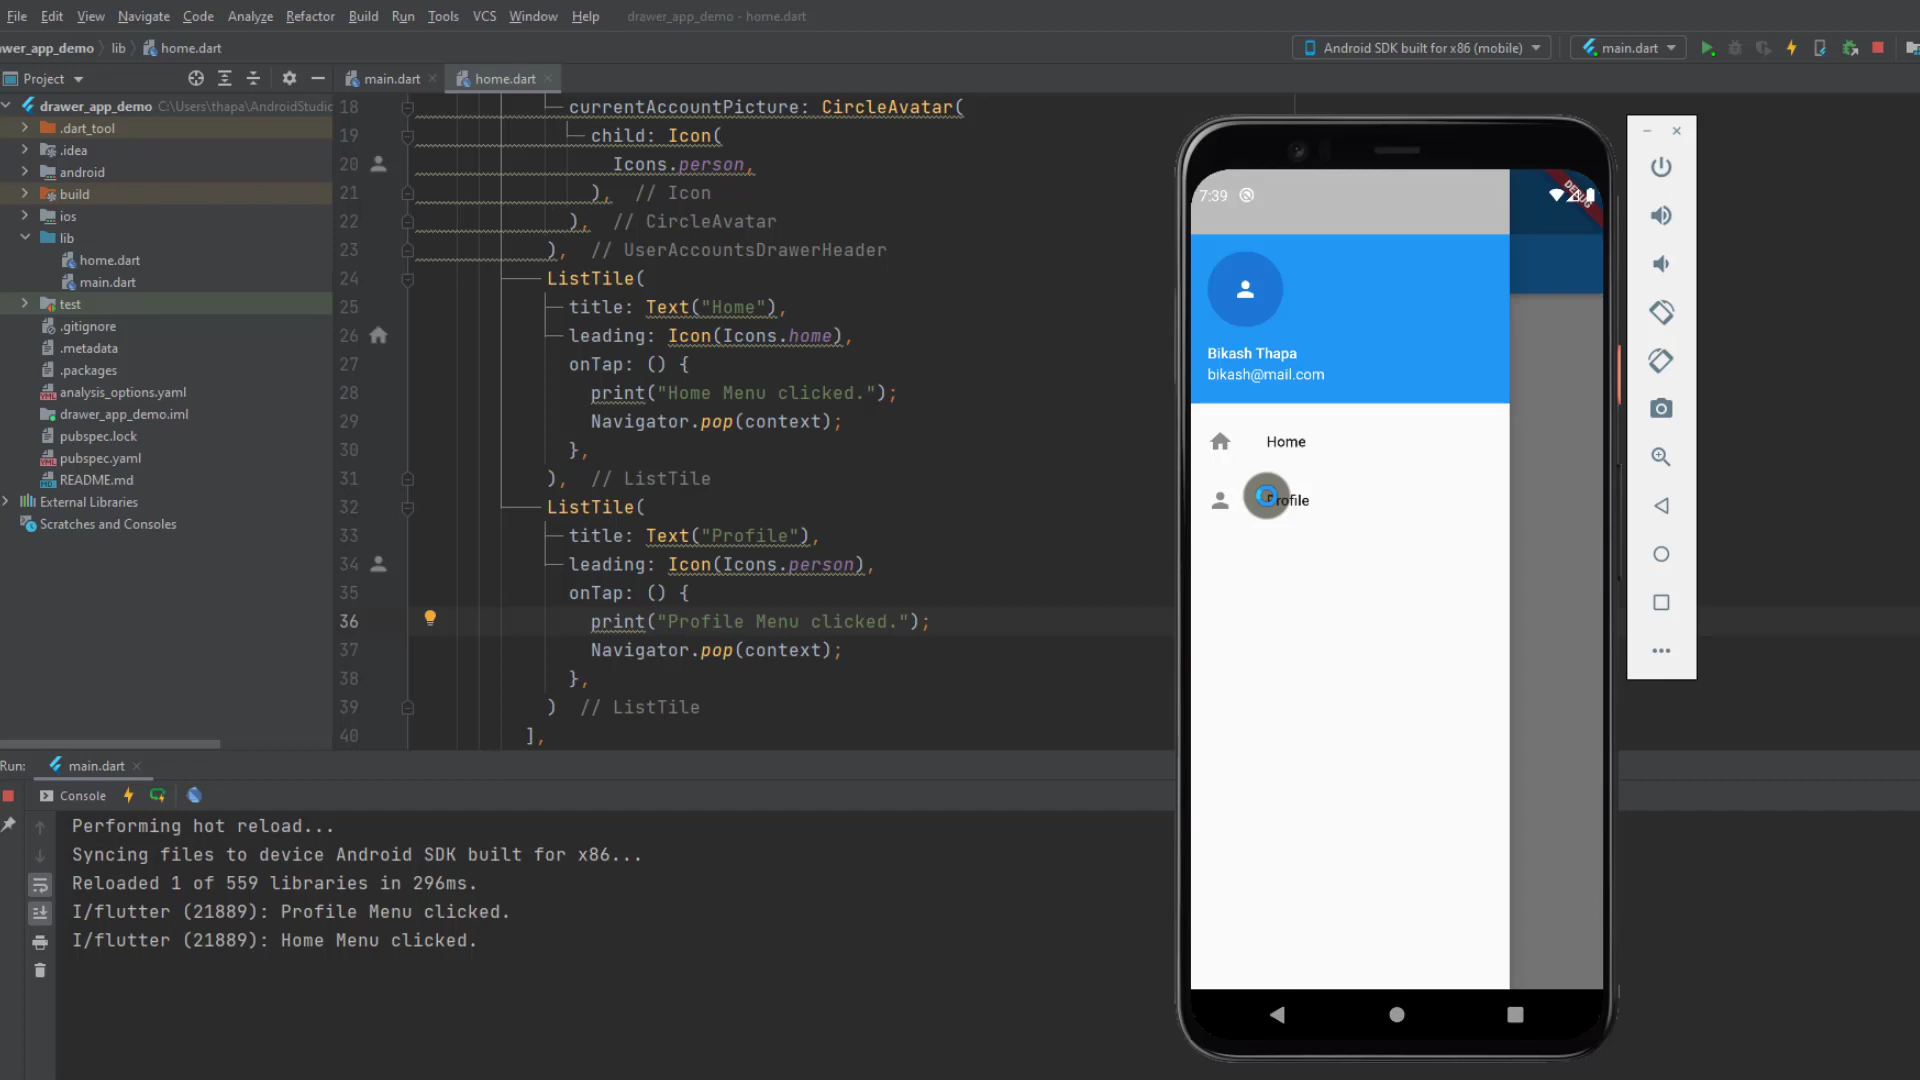 File Edit View Navigate Code Analyze Refactor Build Run Tools VCS Window Help drawer_app_demo - home.dart
wer_app_demo lib home.dart
Android SDK built for x86 (mobile) main.dart
Project
main.dart home.dart
drawer_app_demo C:\Users\thapa\AndroidStudic
.dart_tool
.idea
android
build
ios
lib
home.dart
main.dart
test
.gitignore
.metadata
.packages
analysis_options.yaml
drawer_app_demo.iml
pubspec.lock
pubspec.yaml
README.md
External Libraries
Scratches and Consoles
18 currentAccountPicture: CircleAvatar(
19 child: Icon(
20 Icons.person,
21 ), // Icon
22 ), // CircleAvatar
23 ), // UserAccountsDrawerHeader
24 ListTile(
25 title: Text("Home"),
26 leading: Icon(Icons.home),
27 onTap: () {
28 print("Home Menu clicked.");
29 Navigator.pop(context);
30 },
31 ), // ListTile
32 ListTile(
33 title: Text("Profile"),
34 leading: Icon(Icons.person),
35 onTap: () {
36 print("Profile Menu clicked.");
37 Navigator.pop(context);
38 },
39 ) // ListTile
40 ],
7:39
DEBUG
Bikash Thapa
bikash@mail.com
Home
Profile
Run: main.dart
Console
Performing hot reload...
Syncing files to device Android SDK built for x86...
Reloaded 1 of 559 libraries in 296ms.
I/flutter (21889): Profile Menu clicked.
I/flutter (21889): Home Menu clicked.